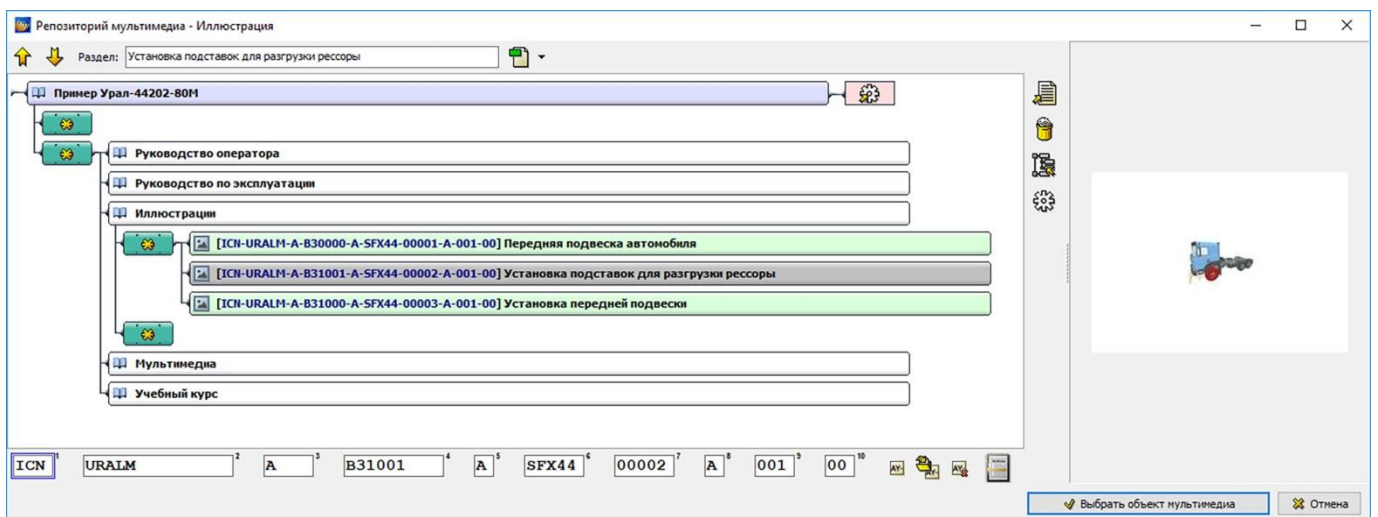 Репозиторий мультимедиа - Иллюстрация
Раздел: Установка подставок для разгрузки рессоры
Пример Урал-44202-80М
Руководство оператора
Руководство по эксплуатации
Иллюстрации
[ICN-URALM-A-B30000-A-SFX44-00001-A-001-00] Передняя подвеска автомобиля
[ICN-URALM-A-B31001-A-SFX44-00002-A-001-00] Установка подставок для разгрузки рессоры
[ICN-URALM-A-B31000-A-SFX44-00003-A-001-00] Установка передней подвески
Мультимедиа
Учебный курс
ICN 1 URALM 2 A 3 B31001 4 A 5 SFX44 6 00002 7 A 8 001 9 00 10 AY- AY- AY-
Выбрать объект мультимедиа Отмена